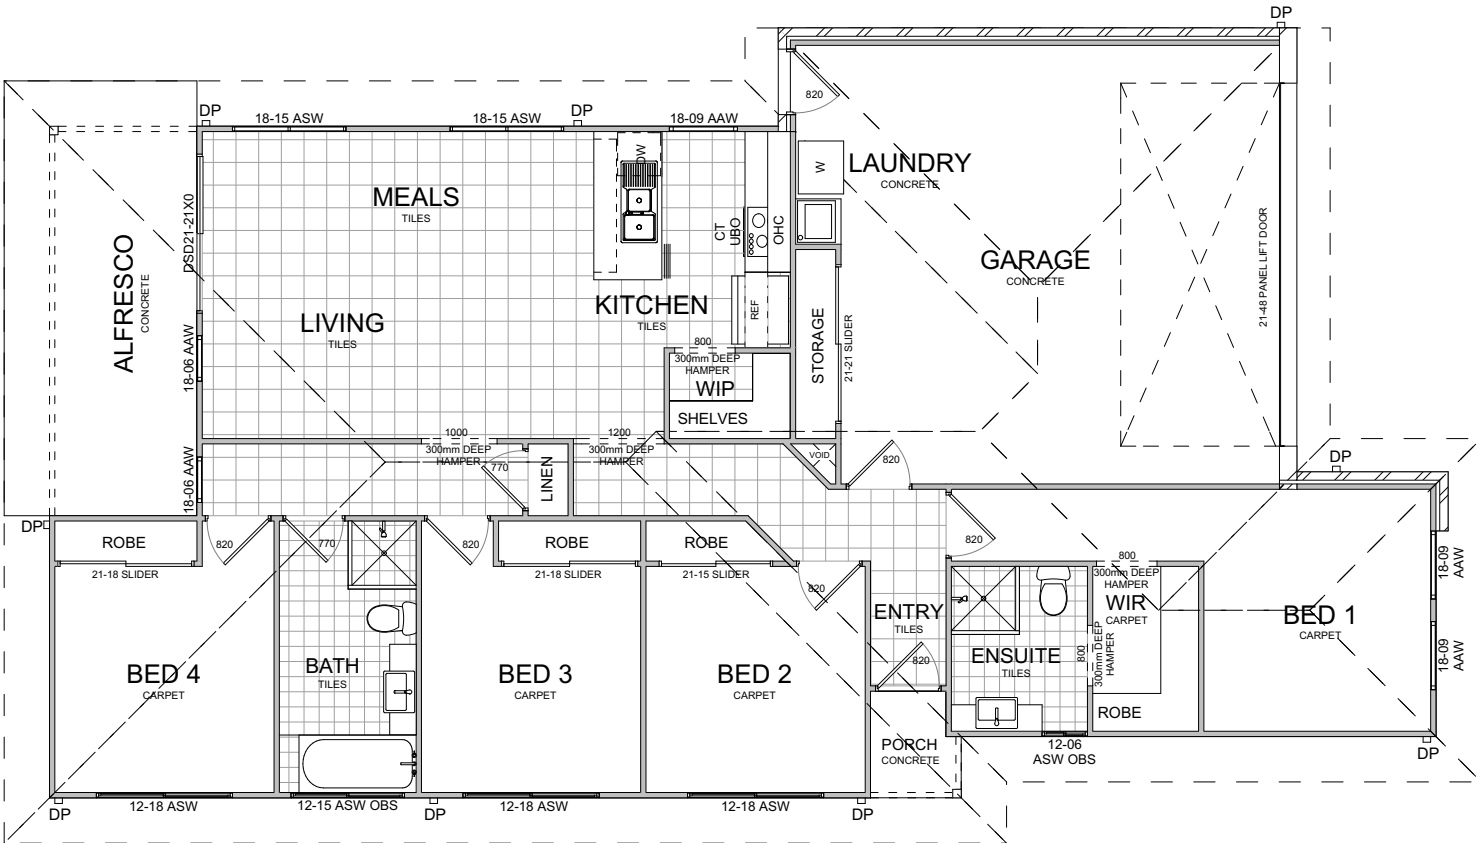 DP
DP
18-15 ASW
18-15 ASW
DP
18-09 AAW
820
DW
W
LAUNDRY
CONCRETE
MEALS
TILES
DSD21-21X0
CT
UBO
OHC
ALFRESCO
CONCRETE
GARAGE
CONCRETE
21-48 PANEL LIFT DOOR
KITCHEN
TILES
REF
LIVING
TILES
18-06 AAW
STORAGE
21-21 SLIDER
800
300mm DEEP
HAMPER
WIP
SHELVES
1000
300mm DEEP
HAMPER
1200
300mm DEEP
HAMPER
VOID
770
LINEN
820
DP
18-06 AAW
DP
ROBE
21-18 SLIDER
820
770
820
ROBE
21-18 SLIDER
ROBE
21-15 SLIDER
820
820
800
300mm DEEP
HAMPER
WIR
CARPET
18-09
AAW
ENTRY
TILES
BED 1
CARPET
BED 4
CARPET
BATH
TILES
BED 3
CARPET
BED 2
CARPET
820
ENSUITE
TILES
800
300mm DEEP
HAMPER
18-09
AAW
ROBE
PORCH
CONCRETE
12-06
ASW OBS
DP
DP
12-18 ASW
12-15 ASW OBS
DP
12-18 ASW
12-18 ASW
DP